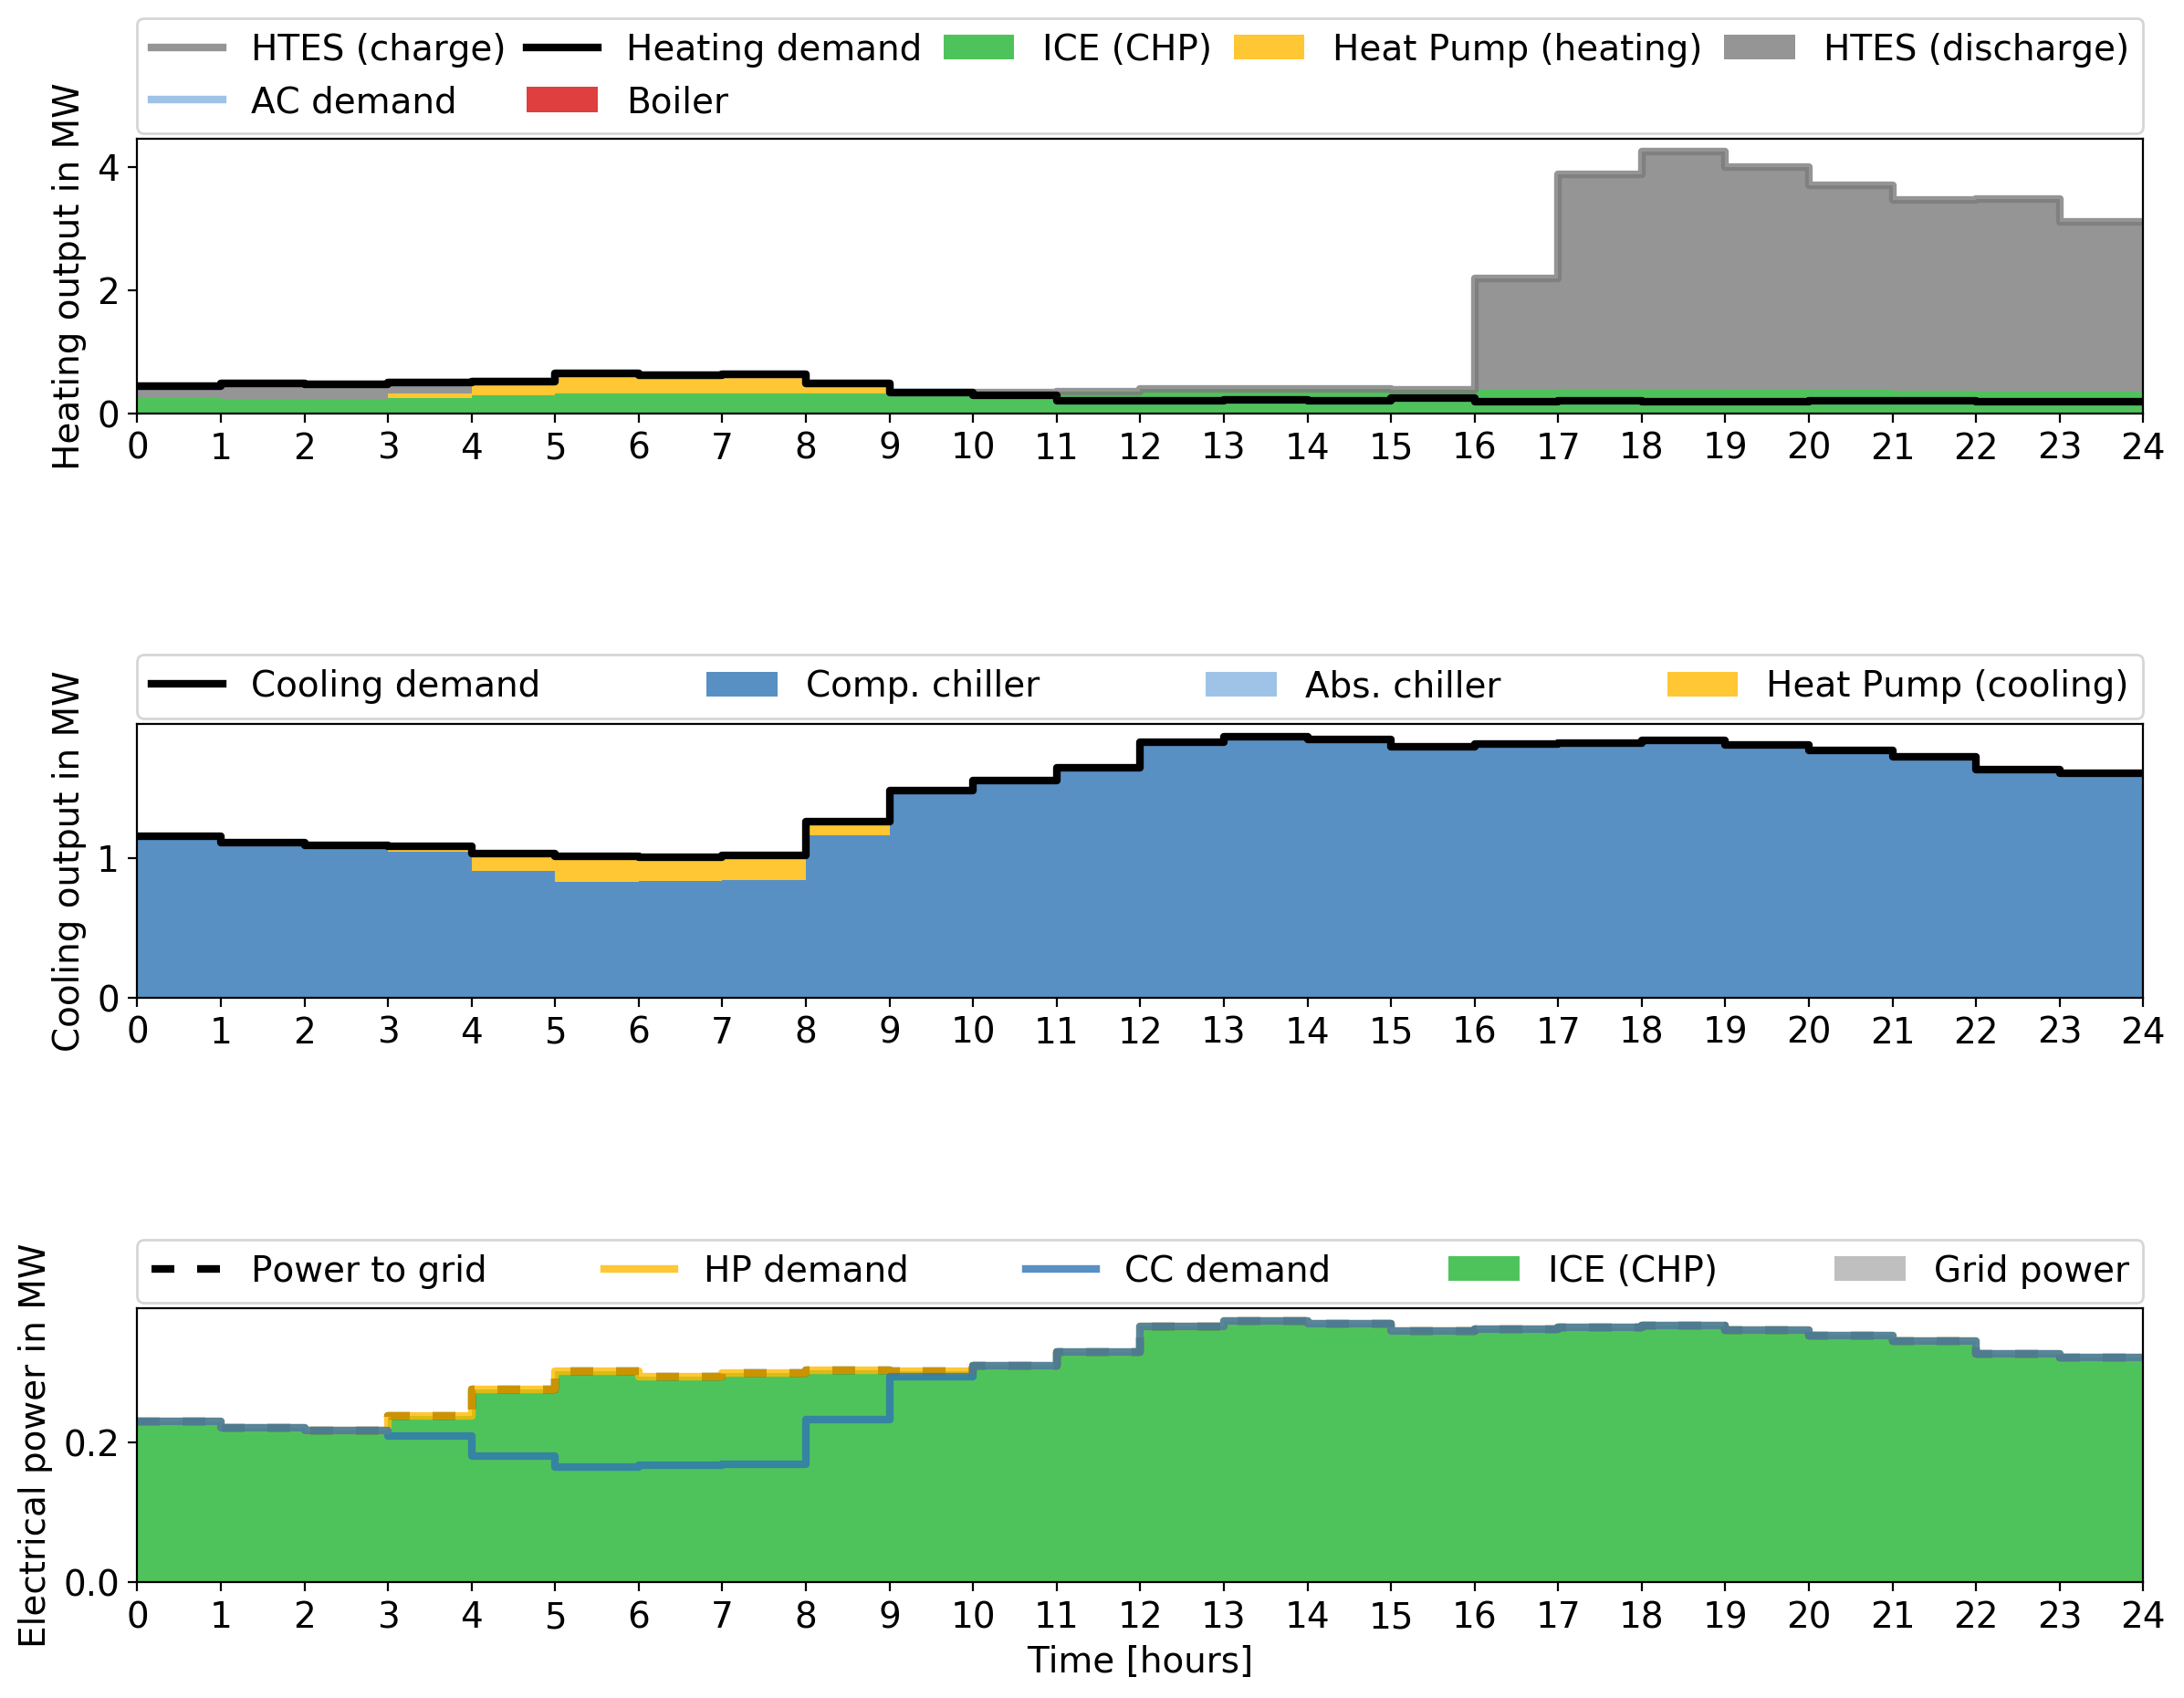 HTES (charge) Heating demand ICE (CHP) Heat Pump (heating) HTES (discharge)
AC demand Boiler
Heating output in MW
4
2
0
0 1 2 3 4 5 6 7 8 9 10 11 12 13 14 15 16 17 18 19 20 21 22 23 24
Cooling demand Comp. chiller Abs. chiller Heat Pump (cooling)
Cooling output in MW
1
0
0 1 2 3 4 5 6 7 8 9 10 11 12 13 14 15 16 17 18 19 20 21 22 23 24
Power to grid HP demand CC demand ICE (CHP) Grid power
Electrical power in MW
0.2
0.0
0 1 2 3 4 5 6 7 8 9 10 11 12 13 14 15 16 17 18 19 20 21 22 23 24
Time [hours]